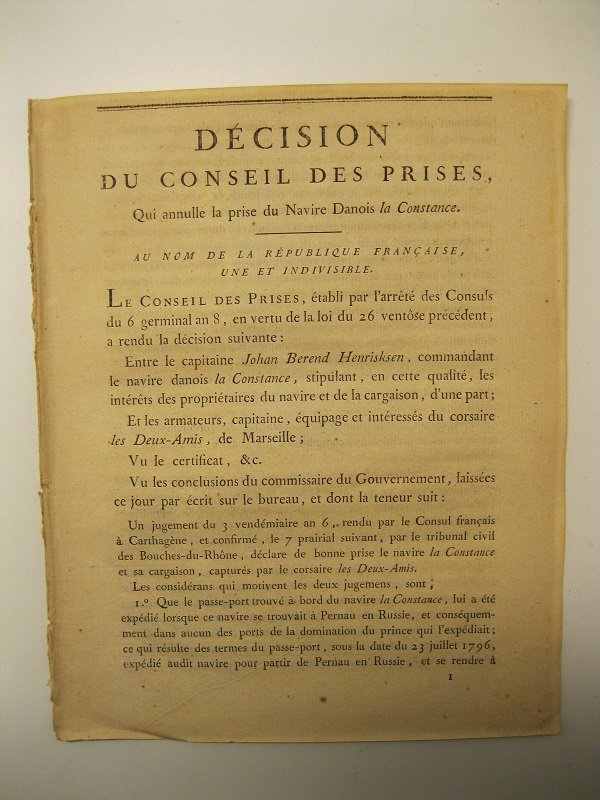 DÉCISION
DU CONSEIL DES PRISES,
Qui annulle la prise du Navire Danois la Constance.
AU NOM DE LA RÉPUBLIQUE FRANÇAISE,
UNE ET INDIVISIBLE.
LE CONSEIL DES PRISES, établi par l'arrêté des Consuls
du 6 germinal an 8, en vertu de la loi du 26 ventôse précédent,
a rendu la décision suivante :
Entre le capitaine Johan Berend Henrisksen, commandant
le navire danois la Constance, stipulant, en cette qualité, les
intérêts des propriétaires du navire et de la cargaison, d'une part;
Et les armateurs, capitaine, équipage et intéressés du corsaire
les Deux-Amis, de Marseille ;
Vu le certificat, &c.
Vu les conclusions du commissaire du Gouvernement, laissées
ce jour par écrit sur le bureau, et dont la teneur suit :
Un jugement du 3 vendémiaire an 6, rendu par le Consul français
à Carthagène, et confirmé, le 7 prairial suivant, par le tribunal civil
des Bouches-du-Rhône, déclare de bonne prise le navire la Constance
et sa cargaison, capturés par le corsaire les Deux-Amis.
Les considérans qui motivent les deux jugemens, sont ;
1.° Que le passe-port trouvé à bord du navire la Constance, lui a été
expédié lorsque ce navire se trouvait à Pernau en Russie, et conséquem-
ment dans aucun des ports de la domination du prince qui l'expédiait ;
ce qui résulte des termes du passe-port, sous la date du 23 juillet 1796,
expédié audit navire pour partir de Pernau en Russie, et se rendre à
1